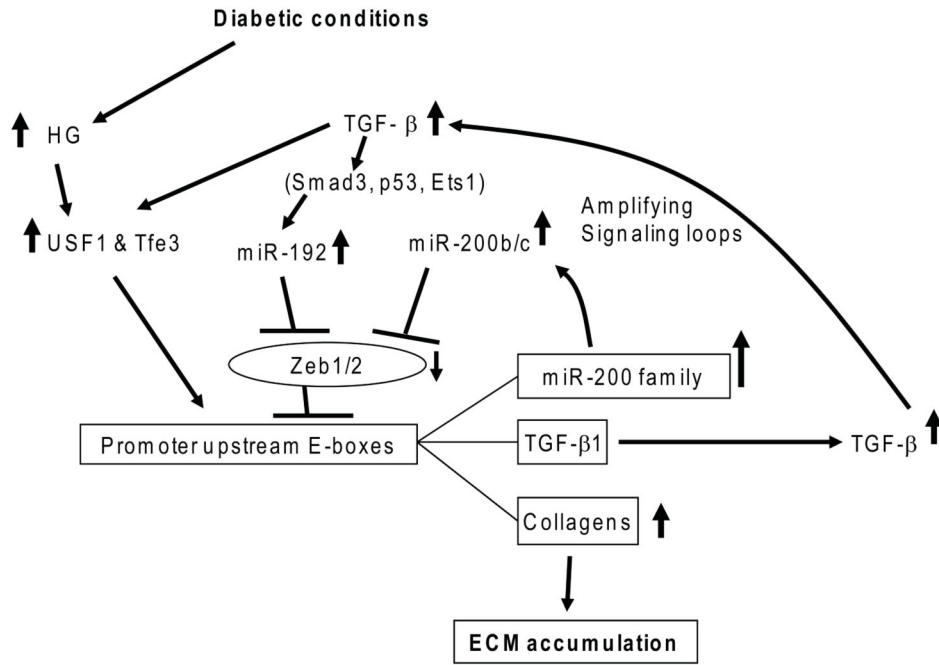 Diabetic conditions
HG
TGF- β
(Smad3, p53, Ets1)
Amplifying
Signaling loops
USF1 & Tfe3
miR-192
miR-200b/c
Zeb1/2
miR-200 family
Promoter upstream E-boxes
TGF-β1
TGF-β
Collagens
ECM accumulation